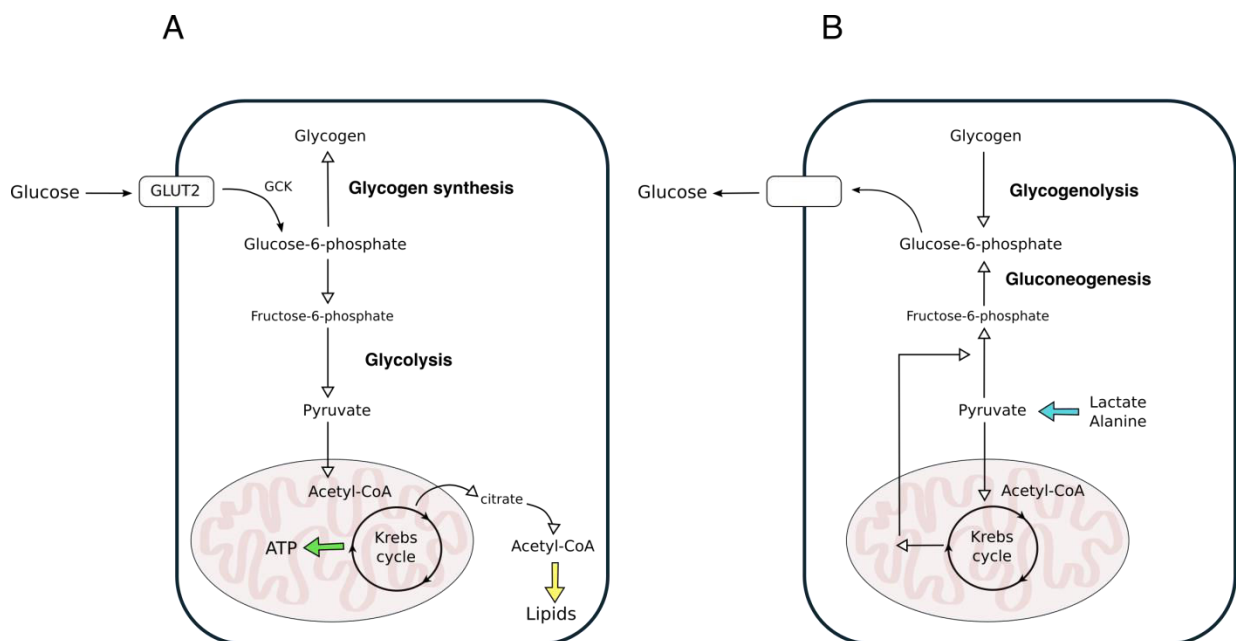 A
Glycogen
Glucose
GLUT2
GCK
Glycogen synthesis
Glucose-6-phosphate
Fructose-6-phosphate
Glycolysis
Pyruvate
Acetyl-CoA
citrate
ATP
Krebs
cycle
Acetyl-CoA
Lipids
B
Glycogen
Glucose
Glycogenolysis
Glucose-6-phosphate
Gluconeogenesis
Fructose-6-phosphate
Pyruvate
Lactate
Alanine
Acetyl-CoA
Krebs
cycle